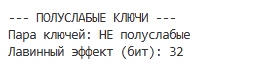 --- ПОЛУСЛАБЫЕ КЛЮЧИ ---
Пара ключей: НЕ полуслабые
Лавинный эффект (бит): 32